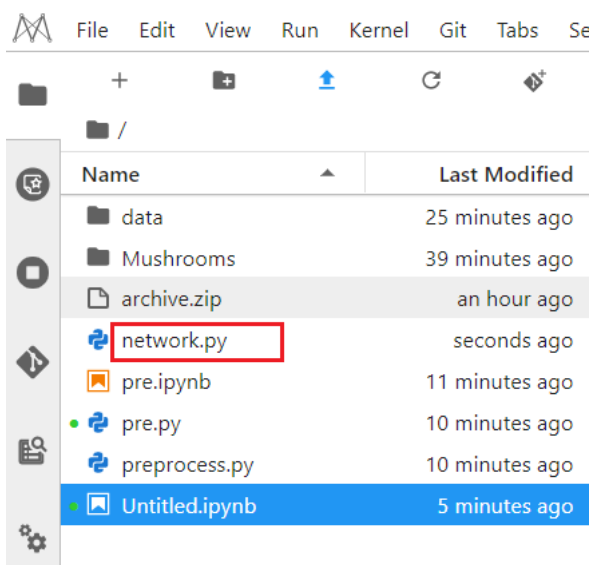 File Edit View Run Kernel Git Tabs Se
/
Name Last Modified
data 25 minutes ago
Mushrooms 39 minutes ago
archive.zip an hour ago
network.py seconds ago
pre.ipynb 11 minutes ago
pre.py 10 minutes ago
preprocess.py 10 minutes ago
Untitled.ipynb 5 minutes ago